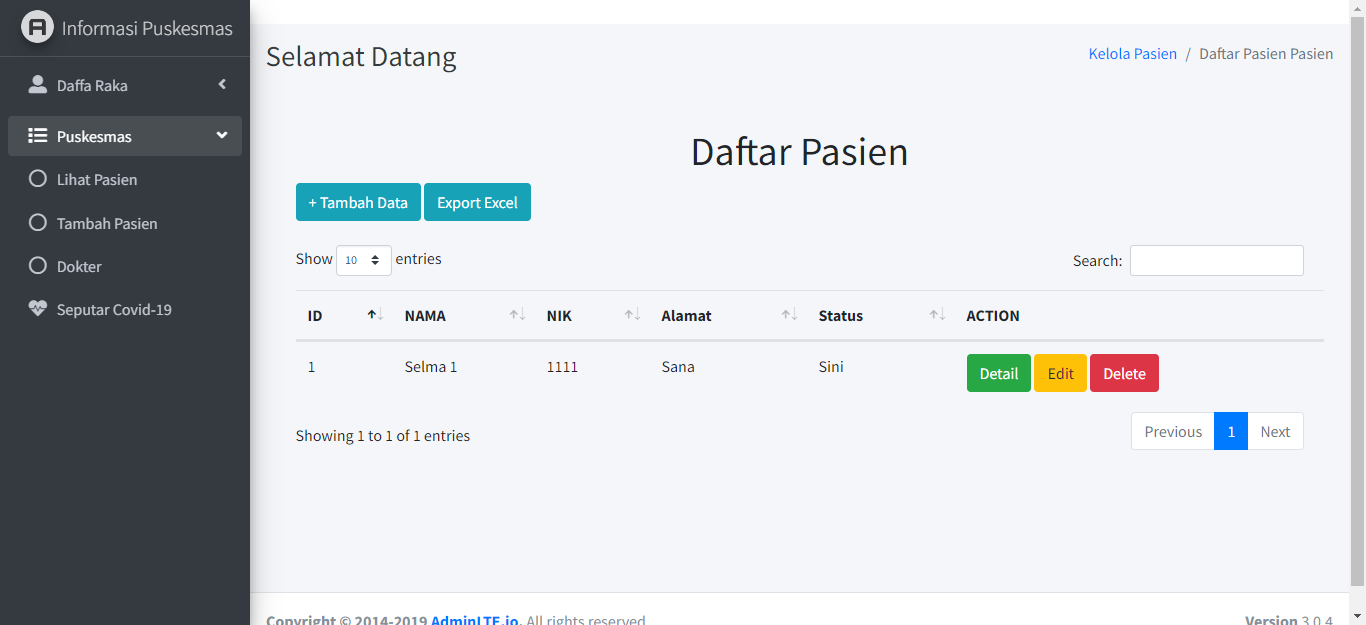 Informasi Puskesmas
Daffa Raka
Puskesmas
Lihat Pasien
Tambah Pasien
Dokter
Seputar Covid-19
Selamat Datang
Kelola Pasien / Daftar Pasien Pasien
Daftar Pasien
+ Tambah Data Export Excel
Show 10 entries Search:
ID NAMA NIK Alamat Status ACTION
1 Selma 1 1111 Sana Sini Detail Edit Delete
Showing 1 to 1 of 1 entries Previous 1 Next
Copyright © 2014-2019 AdminLTE.io. All rights reserved. Version 3.0.4